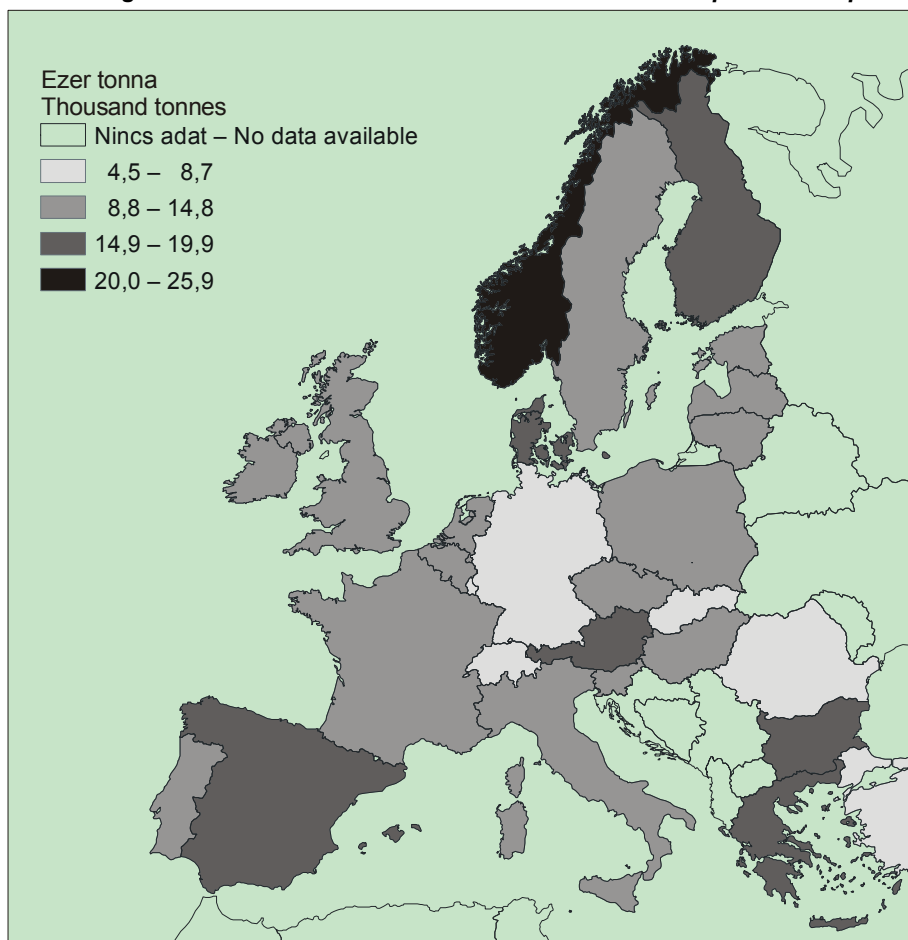 Ezer tonna
Thousand tonnes
Nincs adat – No data available
4,5 – 8,7
8,8 – 14,8
14,9 – 19,9
20,0 – 25,9